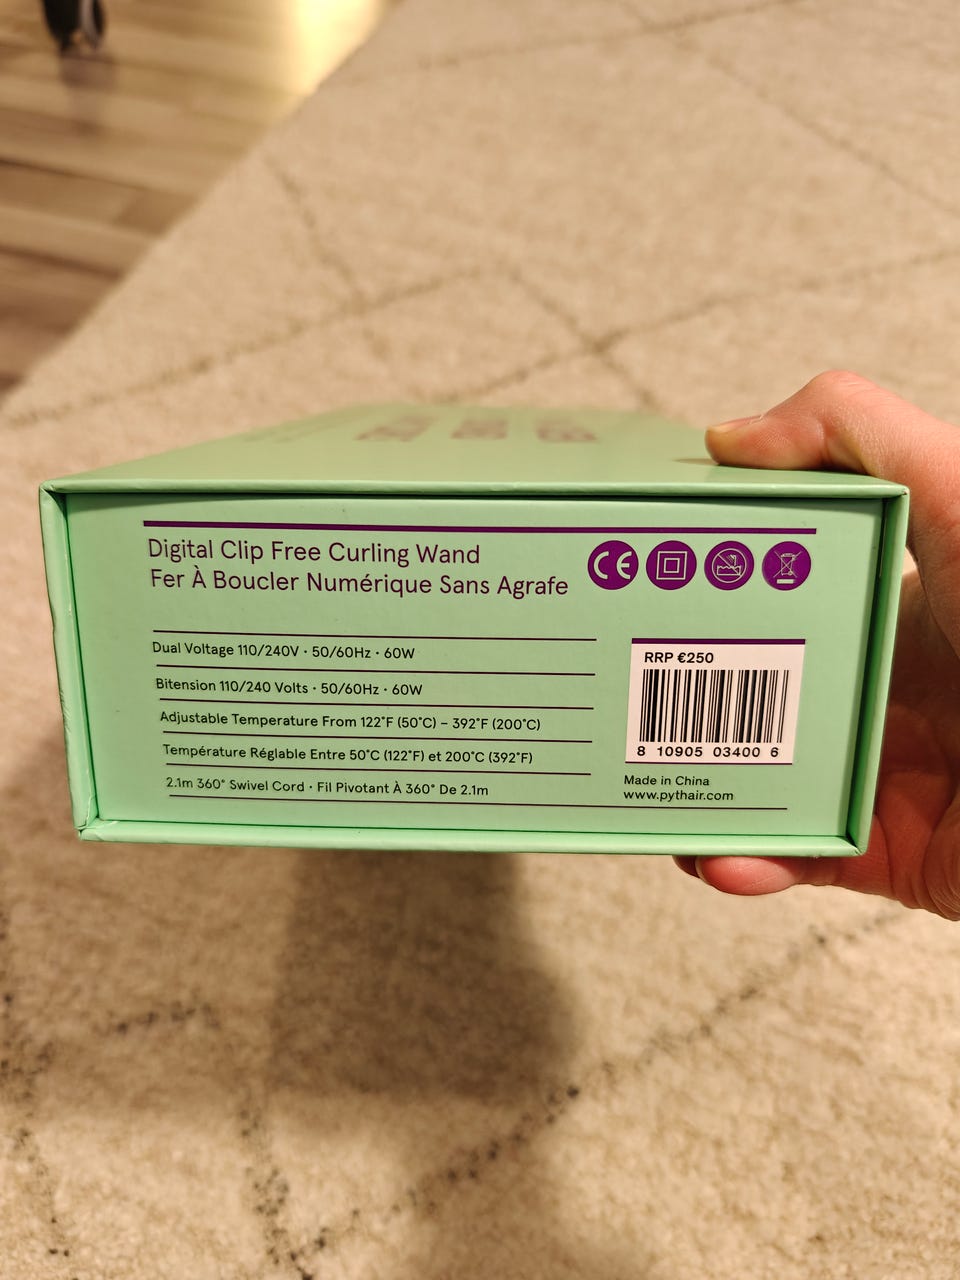 Digital Clip Free Curling Wand
Fer À Boucler Numérique Sans Agrafe
CE
Dual Voltage 110/240V · 50/60Hz · 60W
Bitension 110/240 Volts · 50/60Hz · 60W
Adjustable Temperature From 122°F (50°C) – 392°F (200°C)
Température Réglable Entre 50°C (122°F) et 200°C (392°F)
2.1m 360° Swivel Cord · Fil Pivotant À 360° De 2.1m
RRP €250
8 10905 03400 6
Made in China
www.pythair.com